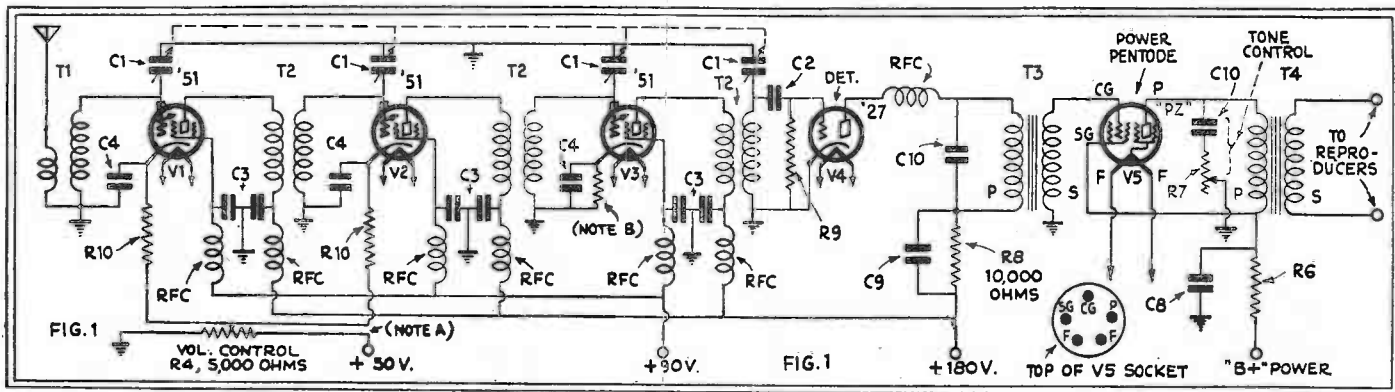 T1
C1
'51
T2
C1
'51
T2
C1
'51
C1
T2
C2
DET.
'27
RFC
T3
POWER
PENTODE
TONE
CONTROL
C10
T4
CG
P
"PZ"
SG
F
V5
F
R7
P
S
TO
REPRO-
DUCERS
C4
V1
C3
C4
V2
C3
C4
V3
C3
V4
C10
P
S
R10
RFC
RFC
R10
RFC
RFC
(NOTE B)
RFC
RFC
R9
C9
R8
10,000
OHMS
C8
R6
SG
CG
P
F
F
FIG.1
VOL. CONTROL
R4, 5,000 OHMS
(NOTE A)
+ 50V.
+90V.
FIG.1
+180V.
TOP OF V5 SOCKET
"B+" POWER